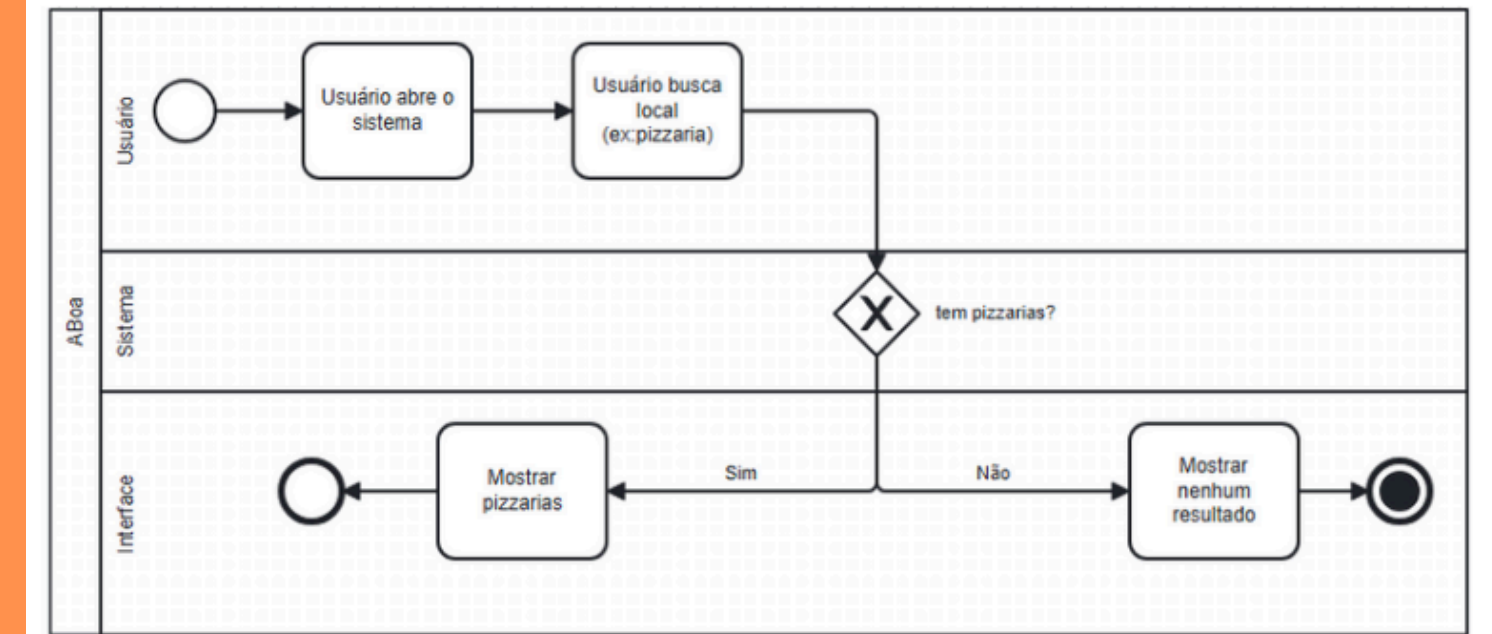 ABoa
Usuário
Usuário abre o
sistema
Usuário busca
local
(ex:pizzaria)
Sistema
tem pizzarias?
Interface
Mostrar
pizzarias
Sim
Não
Mostrar
nenhum
resultado